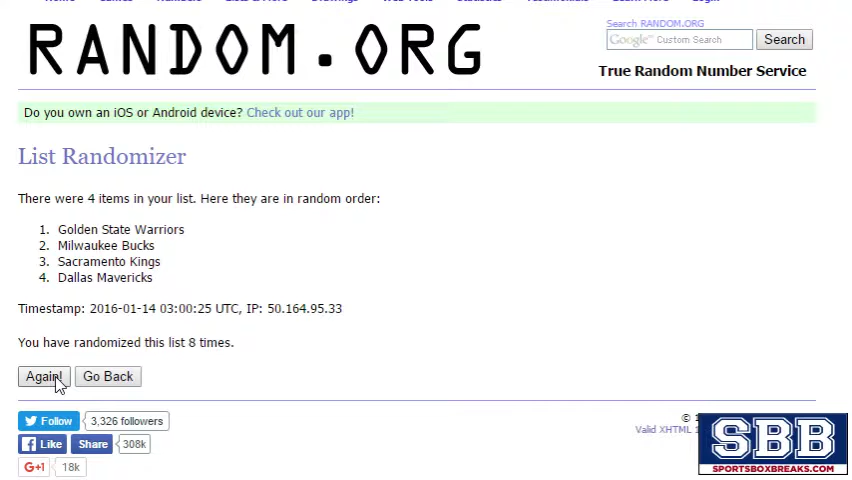 Search RANDOM.ORG
RANDOM.ORG
Google™ Custom Search
Search
True Random Number Service
Do you own an iOS or Android device? Check out our app!
List Randomizer
There were 4 items in your list. Here they are in random order:
1. Golden State Warriors
2. Milwaukee Bucks
3. Sacramento Kings
4. Dallas Mavericks
Timestamp: 2016-01-14 03:00:25 UTC, IP: 50.164.95.33
You have randomized this list 8 times.
Again!
Go Back
Follow
3,326 followers
Like
Share
308k
G+1
18k
©
Valid XHTML
SBB
SPORTSBOXBREAKS.COM